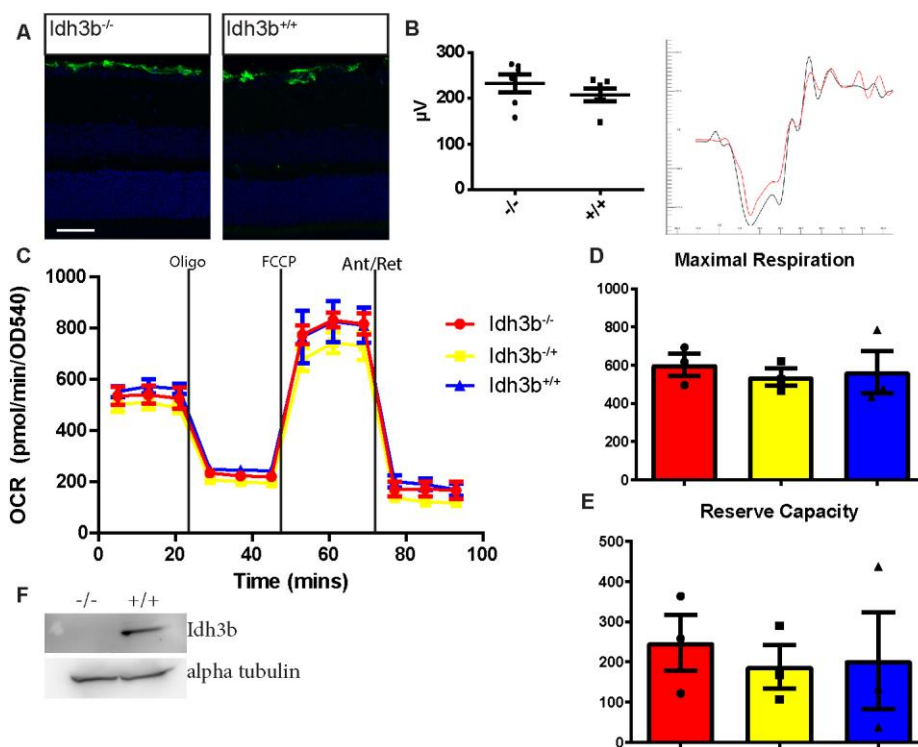 A
Idh3b-/-
Idh3b+/+
B
300
200
100
0
µV
-/-
+/+
C
Oligo
FCCP
Ant/Ret
1000
800
600
400
200
0
OCR (pmol/min/OD540)
0 20 40 60 80 100
Time (mins)
Idh3b-/-
Idh3b-/+
Idh3b+/+
D
Maximal Respiration
1000
800
600
400
200
0
E
Reserve Capacity
500
400
300
200
100
0
F
-/- +/+
Idh3b
alpha tubulin